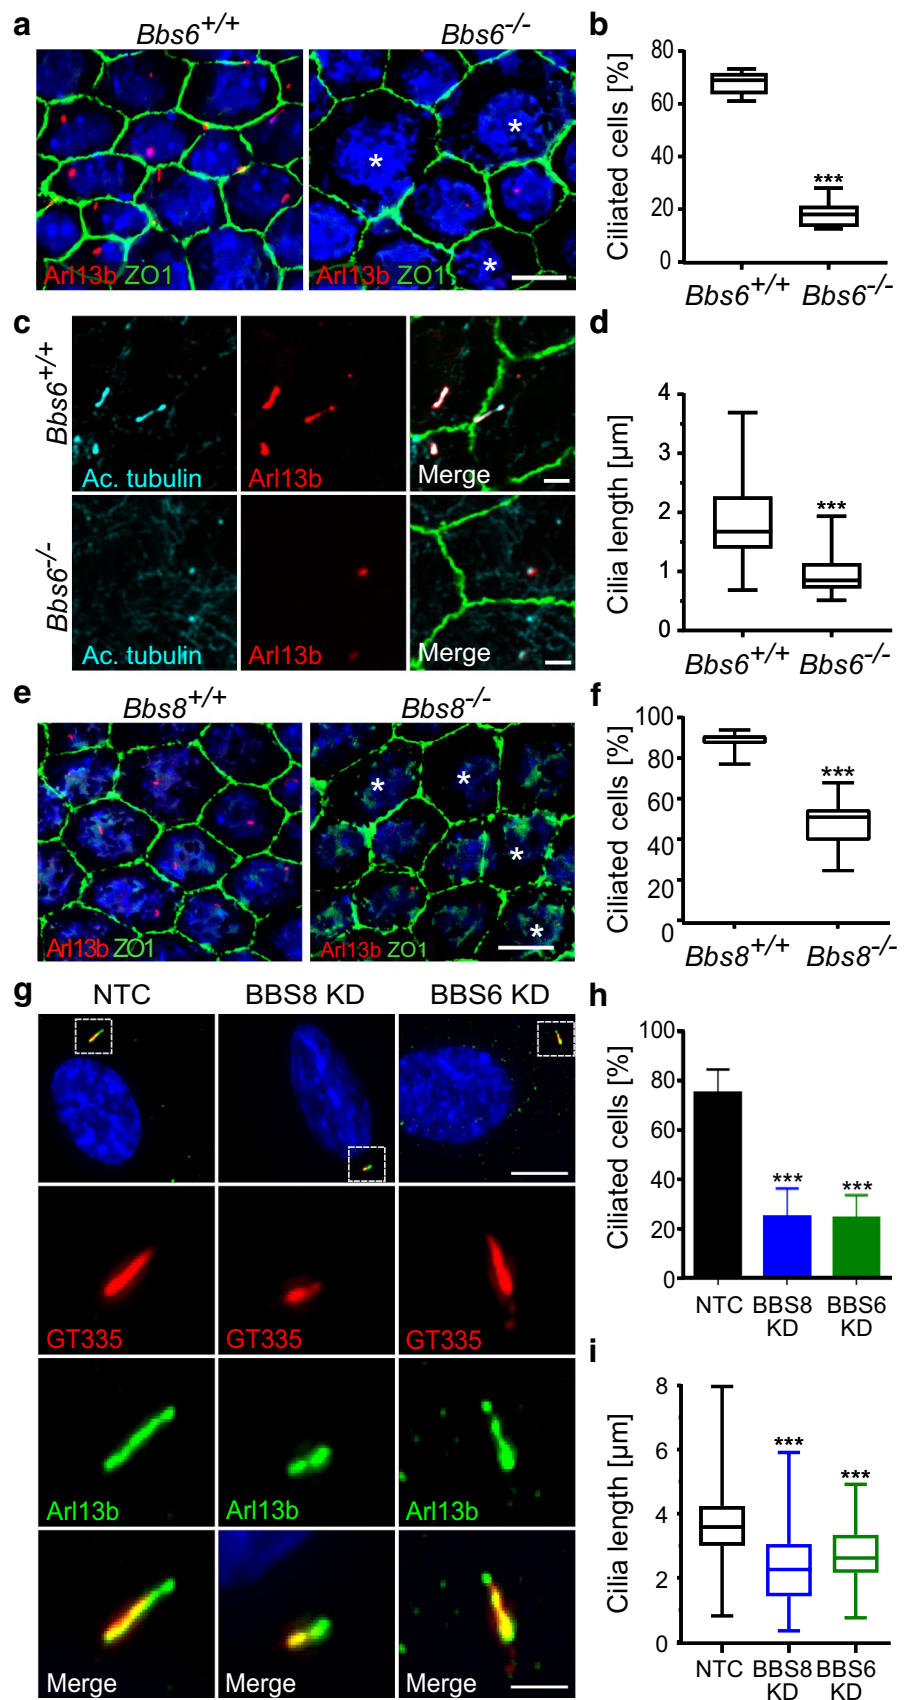 a
Bbs6+/+
Bbs6-/-
*
*
*
Arl13b ZO1
b
Ciliated cells [%]
80
60
40
20
0
***
Bbs6+/+
Bbs6-/-
c
Bbs6+/+
Ac. tubulin
Arl13b
Merge
Bbs6-/-
Ac. tubulin
Arl13b
Merge
d
Cilia length [µm]
4
3
2
1
0
***
Bbs6+/+
Bbs6-/-
e
Bbs8+/+
Bbs8-/-
*
*
*
*
Arl13b ZO1
Arl13b ZO1
f
Ciliated cells [%]
100
80
60
40
20
0
***
Bbs8+/+
Bbs8-/-
g
NTC
BBS8 KD
BBS6 KD
GT335
GT335
GT335
Arl13b
Arl13b
Arl13b
Merge
Merge
Merge
h
Ciliated cells [%]
100
80
60
40
20
0
***
***
NTC
BBS8 KD
BBS6 KD
i
Cilia length [µm]
8
6
4
2
0
***
***
NTC
BBS8 KD
BBS6 KD